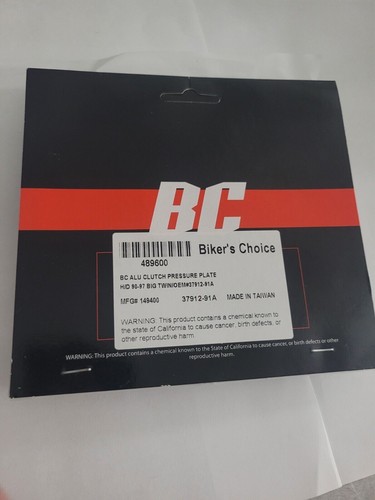 BC
Biker's Choice
489600
BC ALU CLUTCH PRESSURE PLATE
H/D 90-97 BIG TWIN/OEM#37912-91A
MFG# 149400 37912-91A MADE IN TAIWAN
WARNING: This product contains a chemical known to
the state of California to cause cancer, birth defects, or
other reproductive harm.
WARNING: This product contains a chemical known to the State of California to cause cancer, or birth defects or other
reproductive harm.